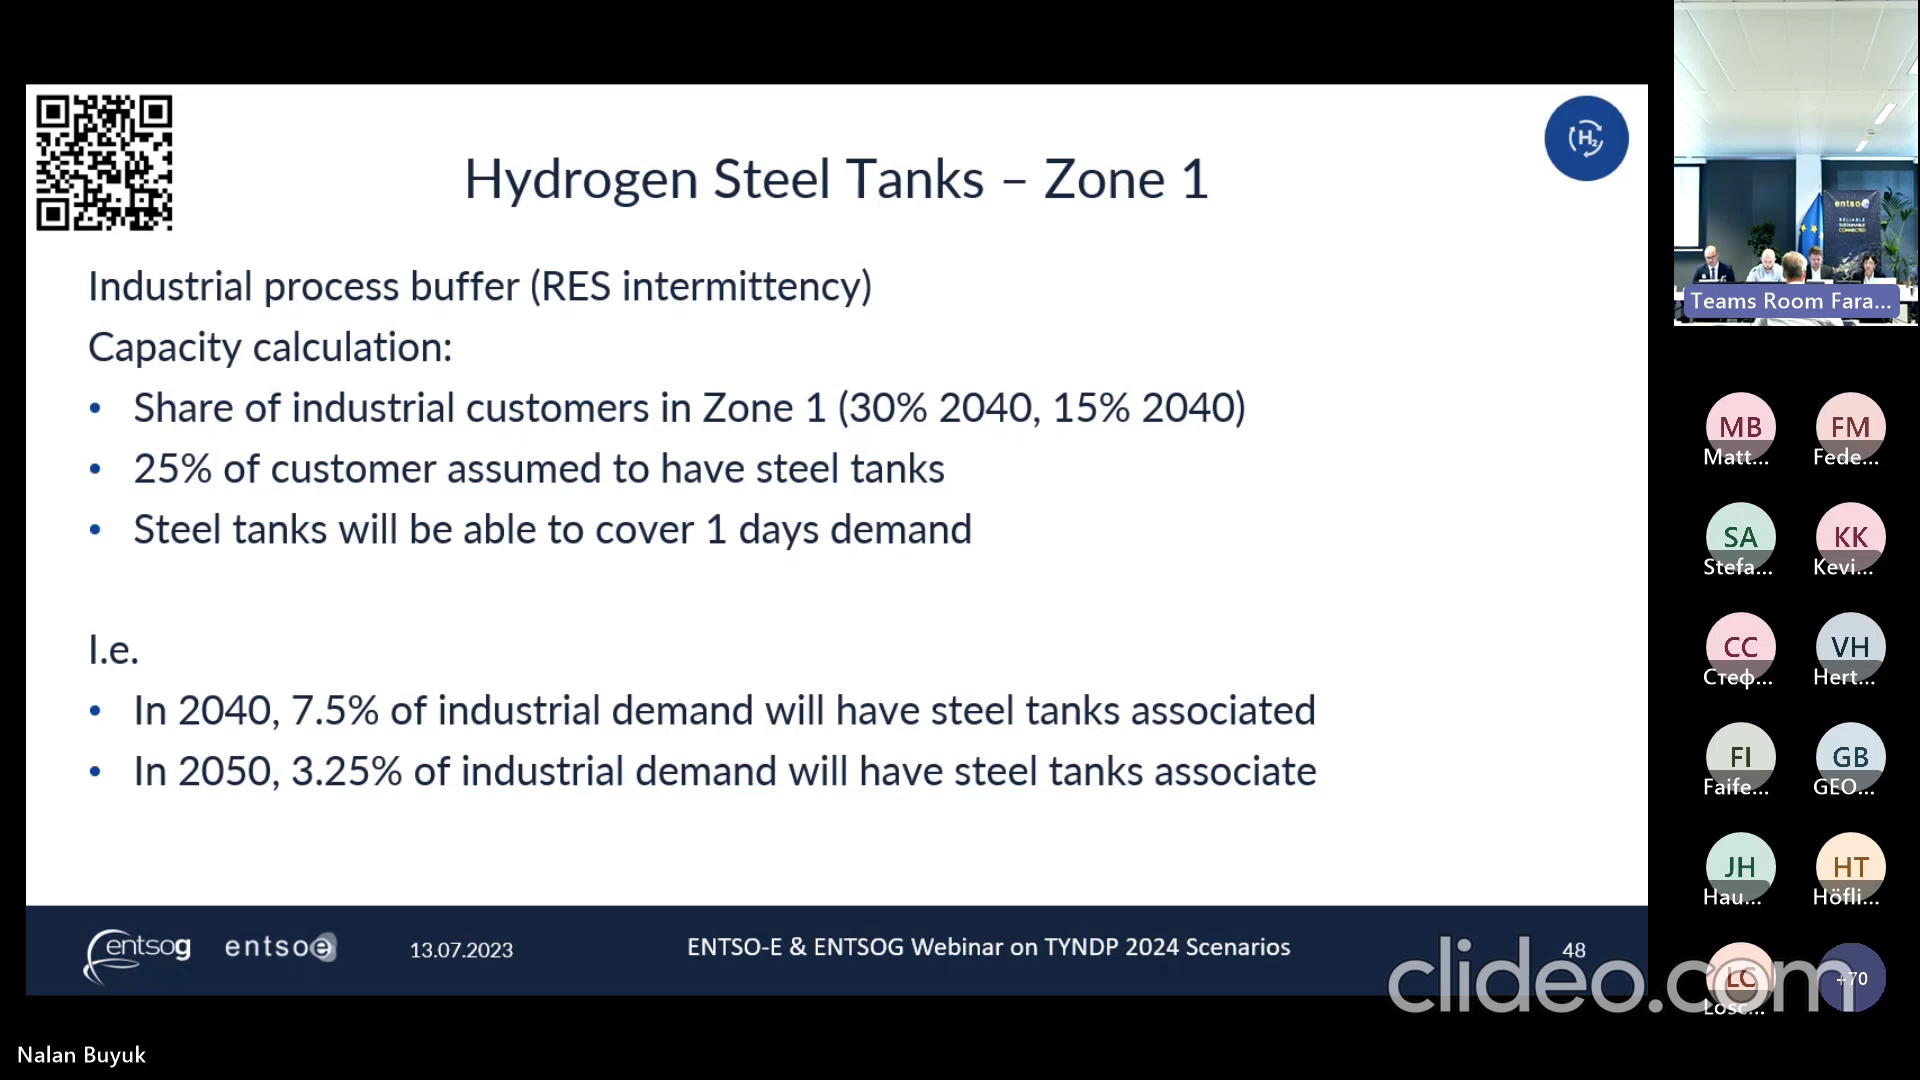 Hydrogen Steel Tanks – Zone 1
H₂
Industrial process buffer (RES intermittency)
Capacity calculation:
• Share of industrial customers in Zone 1 (30% 2040, 15% 2040)
• 25% of customer assumed to have steel tanks
• Steel tanks will be able to cover 1 days demand
I.e.
• In 2040, 7.5% of industrial demand will have steel tanks associated
• In 2050, 3.25% of industrial demand will have steel tanks associate
entsog
entsoe
13.07.2023
ENTSO-E & ENTSOG Webinar on TYNDP 2024 Scenarios
48
entsoe
RELIABLE
SUSTAINABLE
CONNECTED
Teams Room Fara...
MB
Matt...
FM
Fede...
SA
Stefa...
KK
Kevi...
CC
Стеф...
VH
Hert...
FI
Faife...
GB
GEO...
JH
Hau...
HT
Höfli...
LC
Losc...
+70
clideo.com
Nalan Buyuk